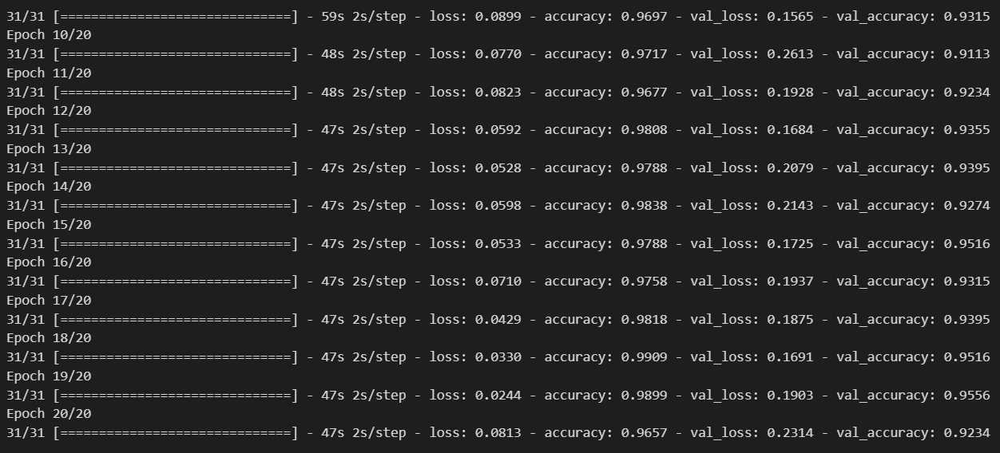 31/31 [==============================] - 59s 2s/step - loss: 0.0899 - accuracy: 0.9697 - val_loss: 0.1565 - val_accuracy: 0.9315
Epoch 10/20
31/31 [==============================] - 48s 2s/step - loss: 0.0770 - accuracy: 0.9717 - val_loss: 0.2613 - val_accuracy: 0.9113
Epoch 11/20
31/31 [==============================] - 48s 2s/step - loss: 0.0823 - accuracy: 0.9677 - val_loss: 0.1928 - val_accuracy: 0.9234
Epoch 12/20
31/31 [==============================] - 47s 2s/step - loss: 0.0592 - accuracy: 0.9808 - val_loss: 0.1684 - val_accuracy: 0.9355
Epoch 13/20
31/31 [==============================] - 47s 2s/step - loss: 0.0528 - accuracy: 0.9788 - val_loss: 0.2079 - val_accuracy: 0.9395
Epoch 14/20
31/31 [==============================] - 47s 2s/step - loss: 0.0598 - accuracy: 0.9838 - val_loss: 0.2143 - val_accuracy: 0.9274
Epoch 15/20
31/31 [==============================] - 47s 2s/step - loss: 0.0533 - accuracy: 0.9788 - val_loss: 0.1725 - val_accuracy: 0.9516
Epoch 16/20
31/31 [==============================] - 47s 2s/step - loss: 0.0710 - accuracy: 0.9758 - val_loss: 0.1937 - val_accuracy: 0.9315
Epoch 17/20
31/31 [==============================] - 47s 2s/step - loss: 0.0429 - accuracy: 0.9818 - val_loss: 0.1875 - val_accuracy: 0.9395
Epoch 18/20
31/31 [==============================] - 47s 2s/step - loss: 0.0330 - accuracy: 0.9909 - val_loss: 0.1691 - val_accuracy: 0.9516
Epoch 19/20
31/31 [==============================] - 47s 2s/step - loss: 0.0244 - accuracy: 0.9899 - val_loss: 0.1903 - val_accuracy: 0.9556
Epoch 20/20
31/31 [==============================] - 47s 2s/step - loss: 0.0813 - accuracy: 0.9657 - val_loss: 0.2314 - val_accuracy: 0.9234